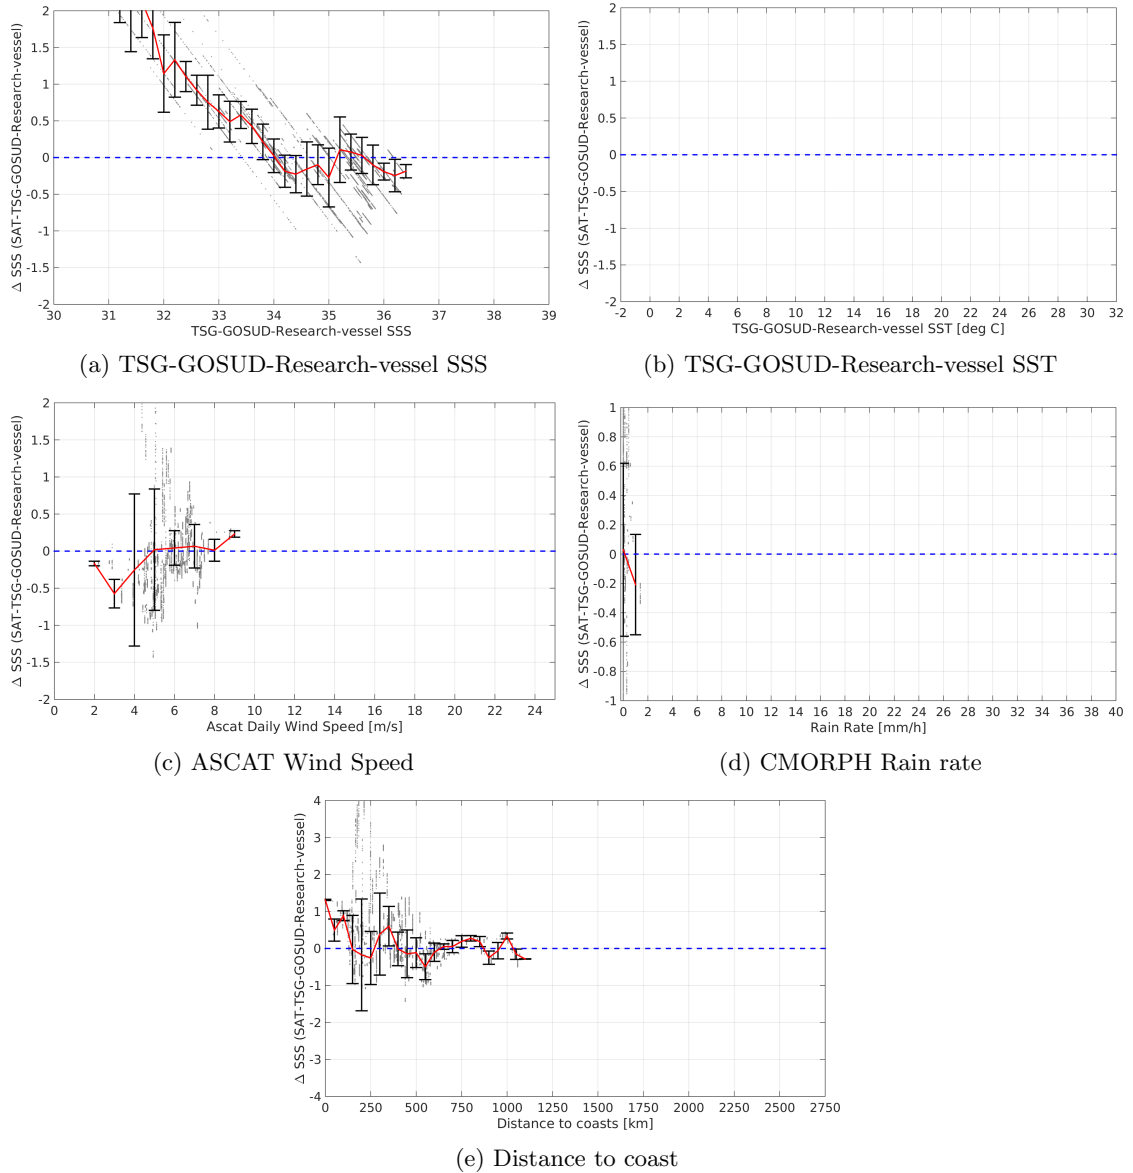 2
1.5
1
0.5
0
-0.5
-1
-1.5
-2
Δ SSS (SAT-TSG-GOSUD-Research-vessel)
30 31 32 33 34 35 36 37 38 39
TSG-GOSUD-Research-vessel SSS
(a) TSG-GOSUD-Research-vessel SSS
2
1.5
1
0.5
0
-0.5
-1
-1.5
-2
Δ SSS (SAT-TSG-GOSUD-Research-vessel)
-2 0 2 4 6 8 10 12 14 16 18 20 22 24 26 28 30 32
TSG-GOSUD-Research-vessel SST [deg C]
(b) TSG-GOSUD-Research-vessel SST
2
1.5
1
0.5
0
-0.5
-1
-1.5
-2
Δ SSS (SAT-TSG-GOSUD-Research-vessel)
0 2 4 6 8 10 12 14 16 18 20 22 24
Ascat Daily Wind Speed [m/s]
(c) ASCAT Wind Speed
1
0.8
0.6
0.4
0.2
0
-0.2
-0.4
-0.6
-0.8
-1
Δ SSS (SAT-TSG-GOSUD-Research-vessel)
0 2 4 6 8 10 12 14 16 18 20 22 24 26 28 30 32 34 36 38 40
Rain Rate [mm/h]
(d) CMORPH Rain rate
4
3
2
1
0
-1
-2
-3
-4
Δ SSS (SAT-TSG-GOSUD-Research-vessel)
0 250 500 750 1000 1250 1500 1750 2000 2250 2500 2750
Distance to coasts [km]
(e) Distance to coast